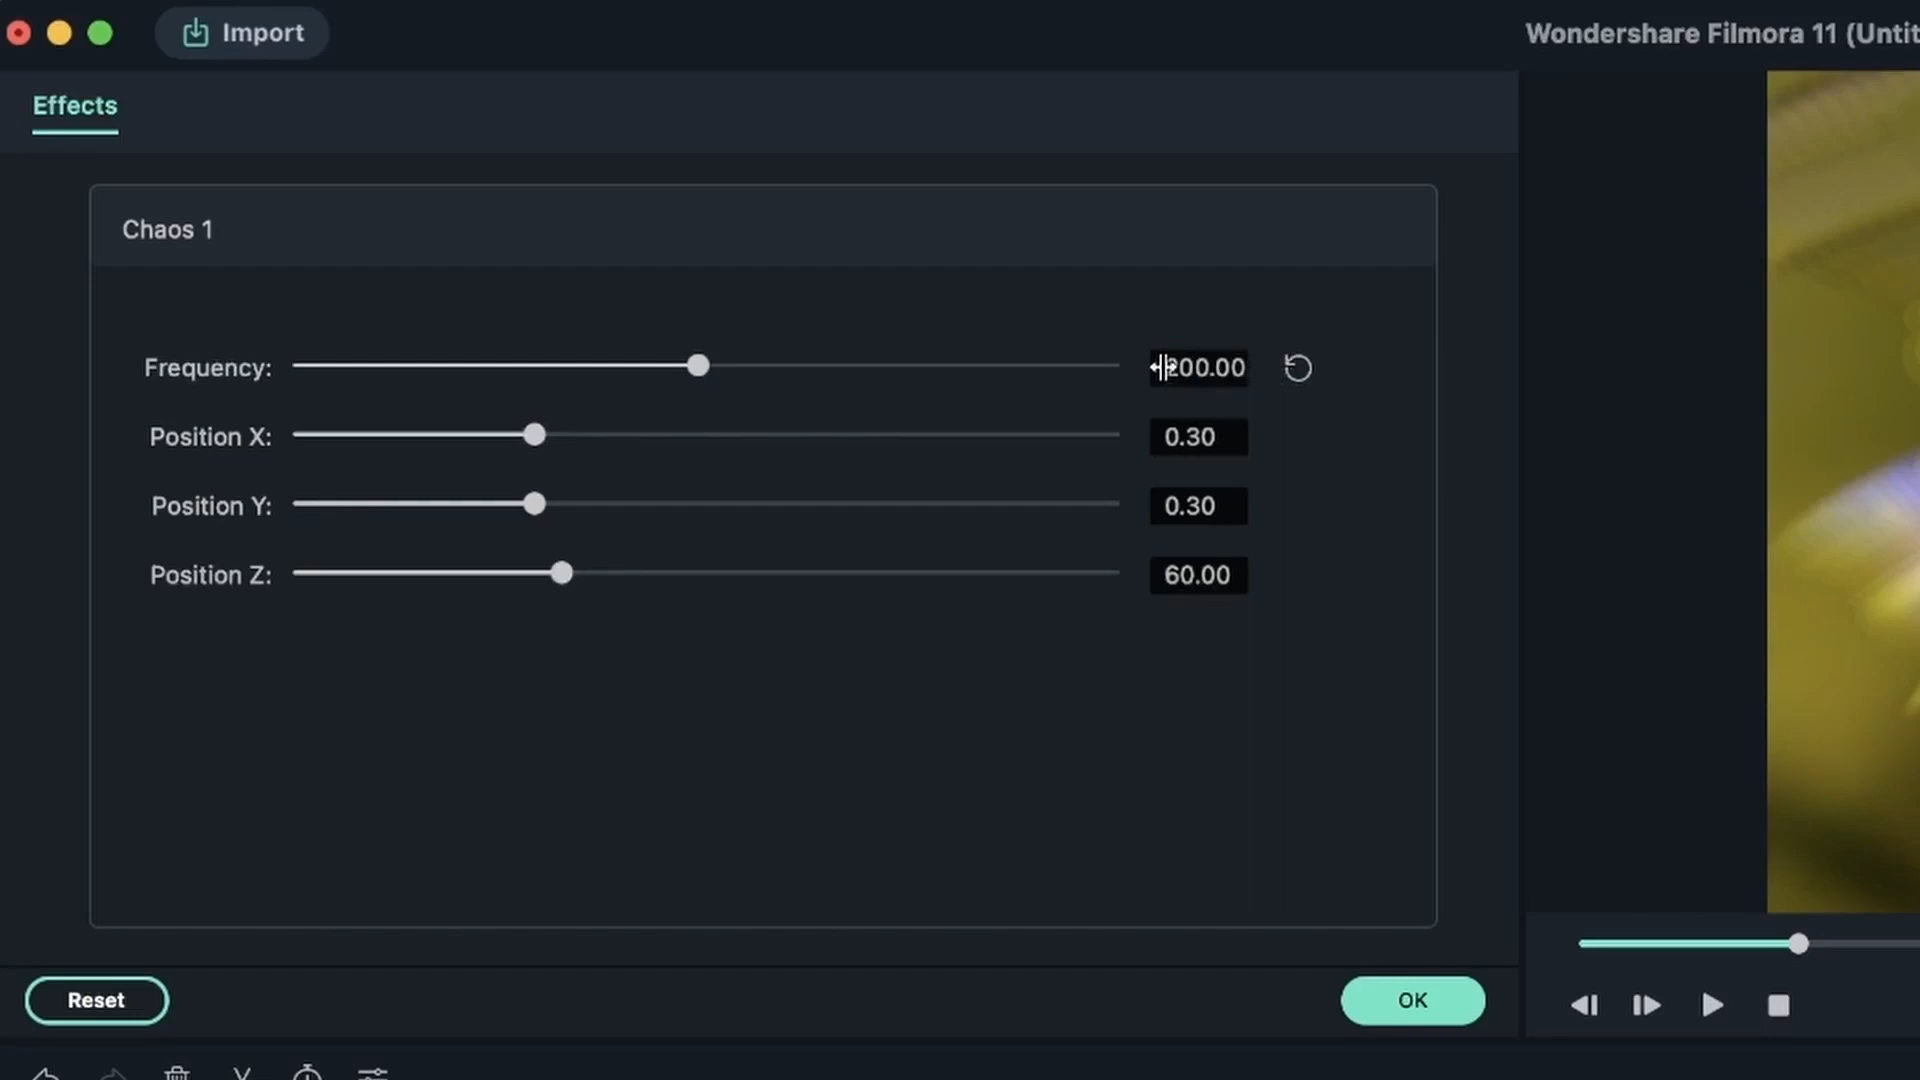 Import
Wondershare Filmora 11 (Untit
Effects
Chaos 1
Frequency: 200.00
Position X: 0.30
Position Y: 0.30
Position Z: 60.00
Reset
OK